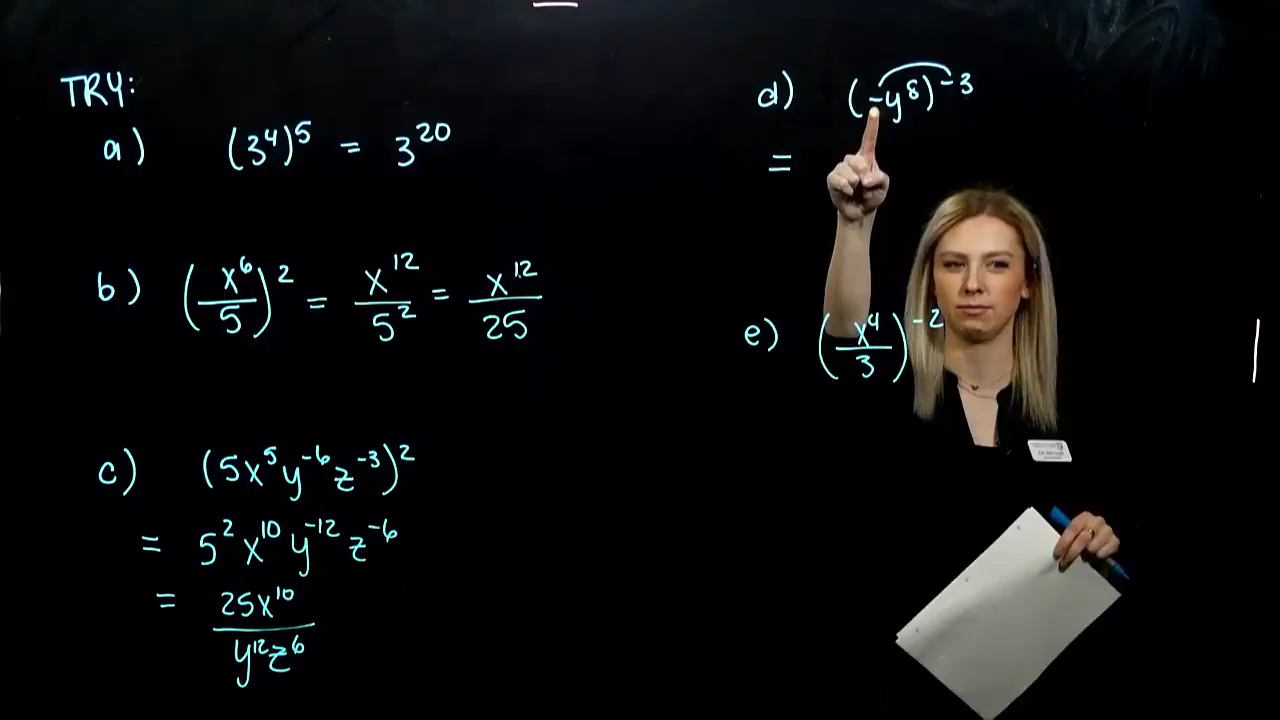 TRY:
a) (3⁴)⁵ = 3²⁰
b) (x⁶/5)² = x¹²/5² = x¹²/25
c) (5x⁵y⁻⁶z⁻³)²
= 5²x¹⁰y⁻¹²z⁻⁶
= 25x¹⁰/y¹²z⁶
d) (-y⁸)⁻³
=
e) (x⁴/3)⁻²